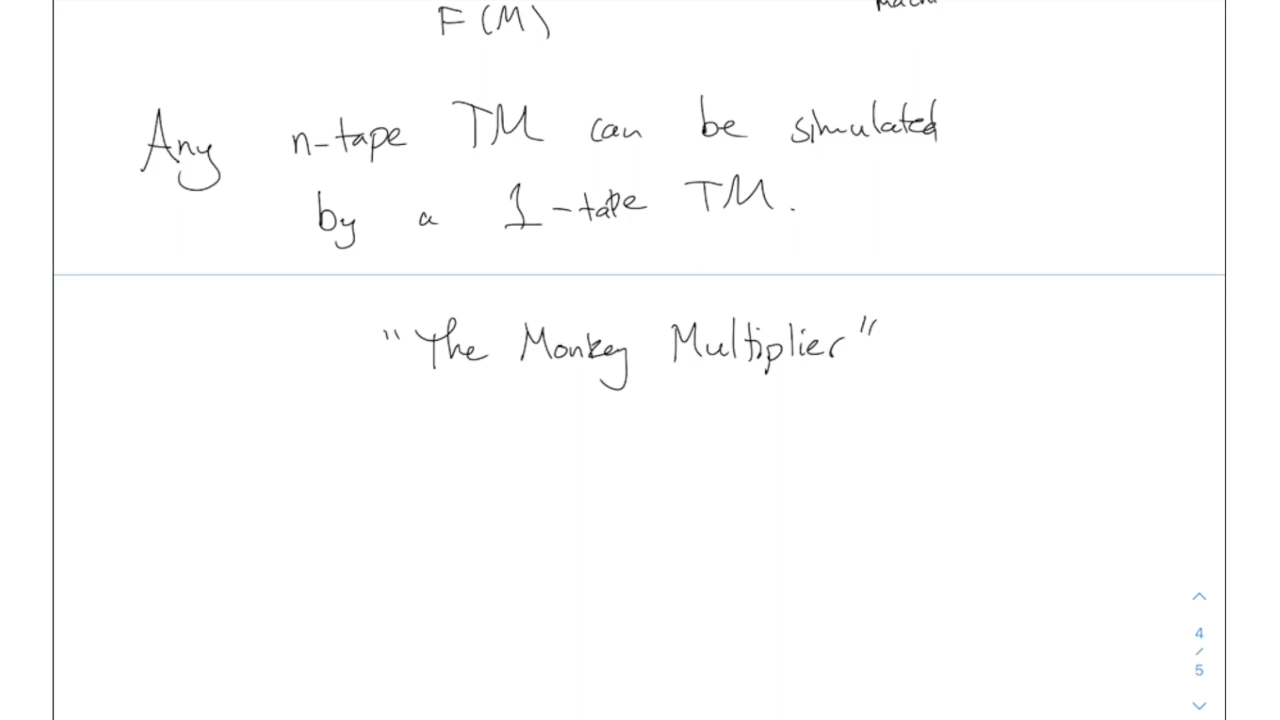 F(M)
Any n-tape TM can be simulated
by a 1-tape TM.
"The Monkey Multiplier"
4
/
5